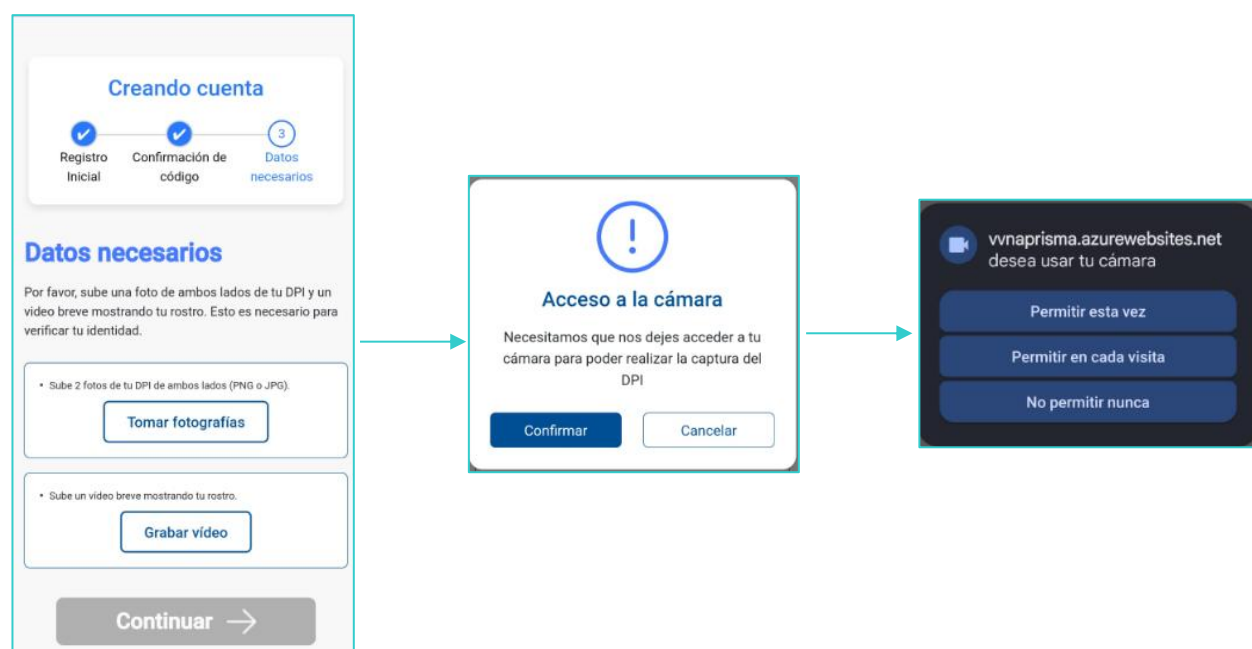 Creando cuenta
3
Registro Inicial
Confirmación de código
Datos necesarios
Datos necesarios
Por favor, sube una foto de ambos lados de tu DPI y un
video breve mostrando tu rostro. Esto es necesario para
verificar tu identidad.
• Sube 2 fotos de tu DPI de ambos lados (PNG o JPG).
Tomar fotografías
• Sube un video breve mostrando tu rostro.
Grabar vídeo
Continuar →
!
Acceso a la cámara
Necesitamos que nos dejes acceder a tu
cámara para poder realizar la captura del
DPI
Confirmar
Cancelar
vvnaprisma.azurewebsites.net
desea usar tu cámara
Permitir esta vez
Permitir en cada visita
No permitir nunca